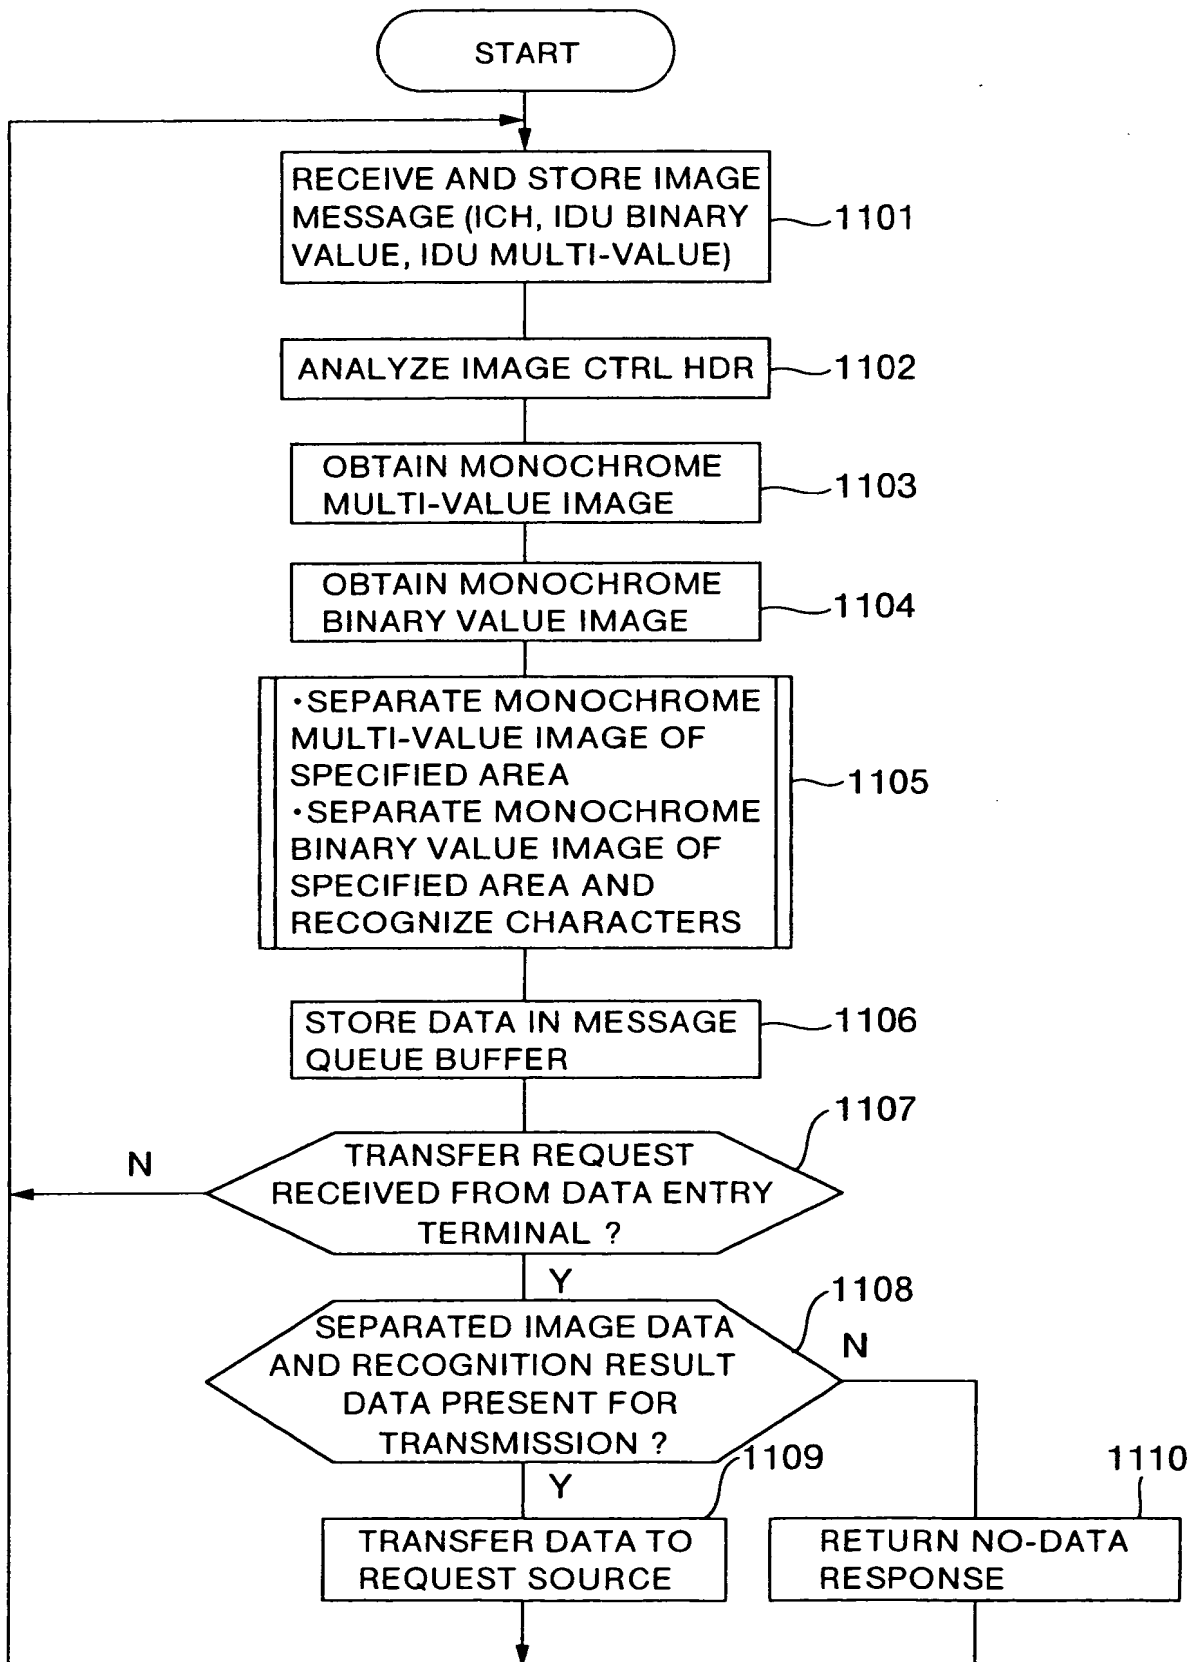 START
RECEIVE AND STORE IMAGE
MESSAGE (ICH, IDU BINARY
VALUE, IDU MULTI-VALUE)
1101
ANALYZE IMAGE CTRL HDR
1102
OBTAIN MONOCHROME
MULTI-VALUE IMAGE
1103
OBTAIN MONOCHROME
BINARY VALUE IMAGE
1104
•SEPARATE MONOCHROME
MULTI-VALUE IMAGE OF
SPECIFIED AREA
•SEPARATE MONOCHROME
BINARY VALUE IMAGE OF
SPECIFIED AREA AND
RECOGNIZE CHARACTERS
1105
STORE DATA IN MESSAGE
QUEUE BUFFER
1106
1107
N
TRANSFER REQUEST
RECEIVED FROM DATA ENTRY
TERMINAL ?
Y
1108
SEPARATED IMAGE DATA
AND RECOGNITION RESULT
DATA PRESENT FOR
TRANSMISSION ?
N
Y
1109
1110
TRANSFER DATA TO
REQUEST SOURCE
RETURN NO-DATA
RESPONSE